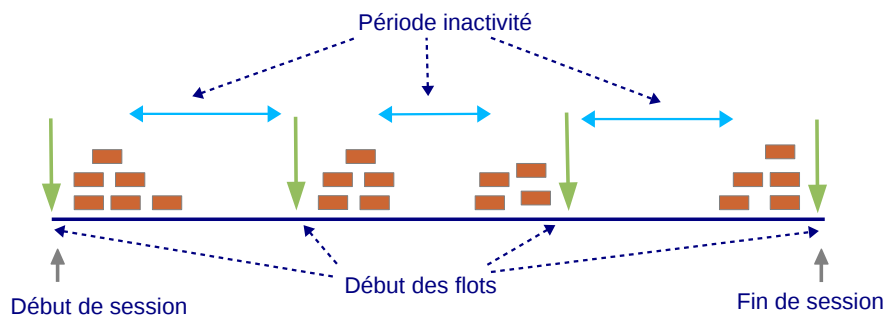 Période inactivité
Début des flots
Début de session
Fin de session